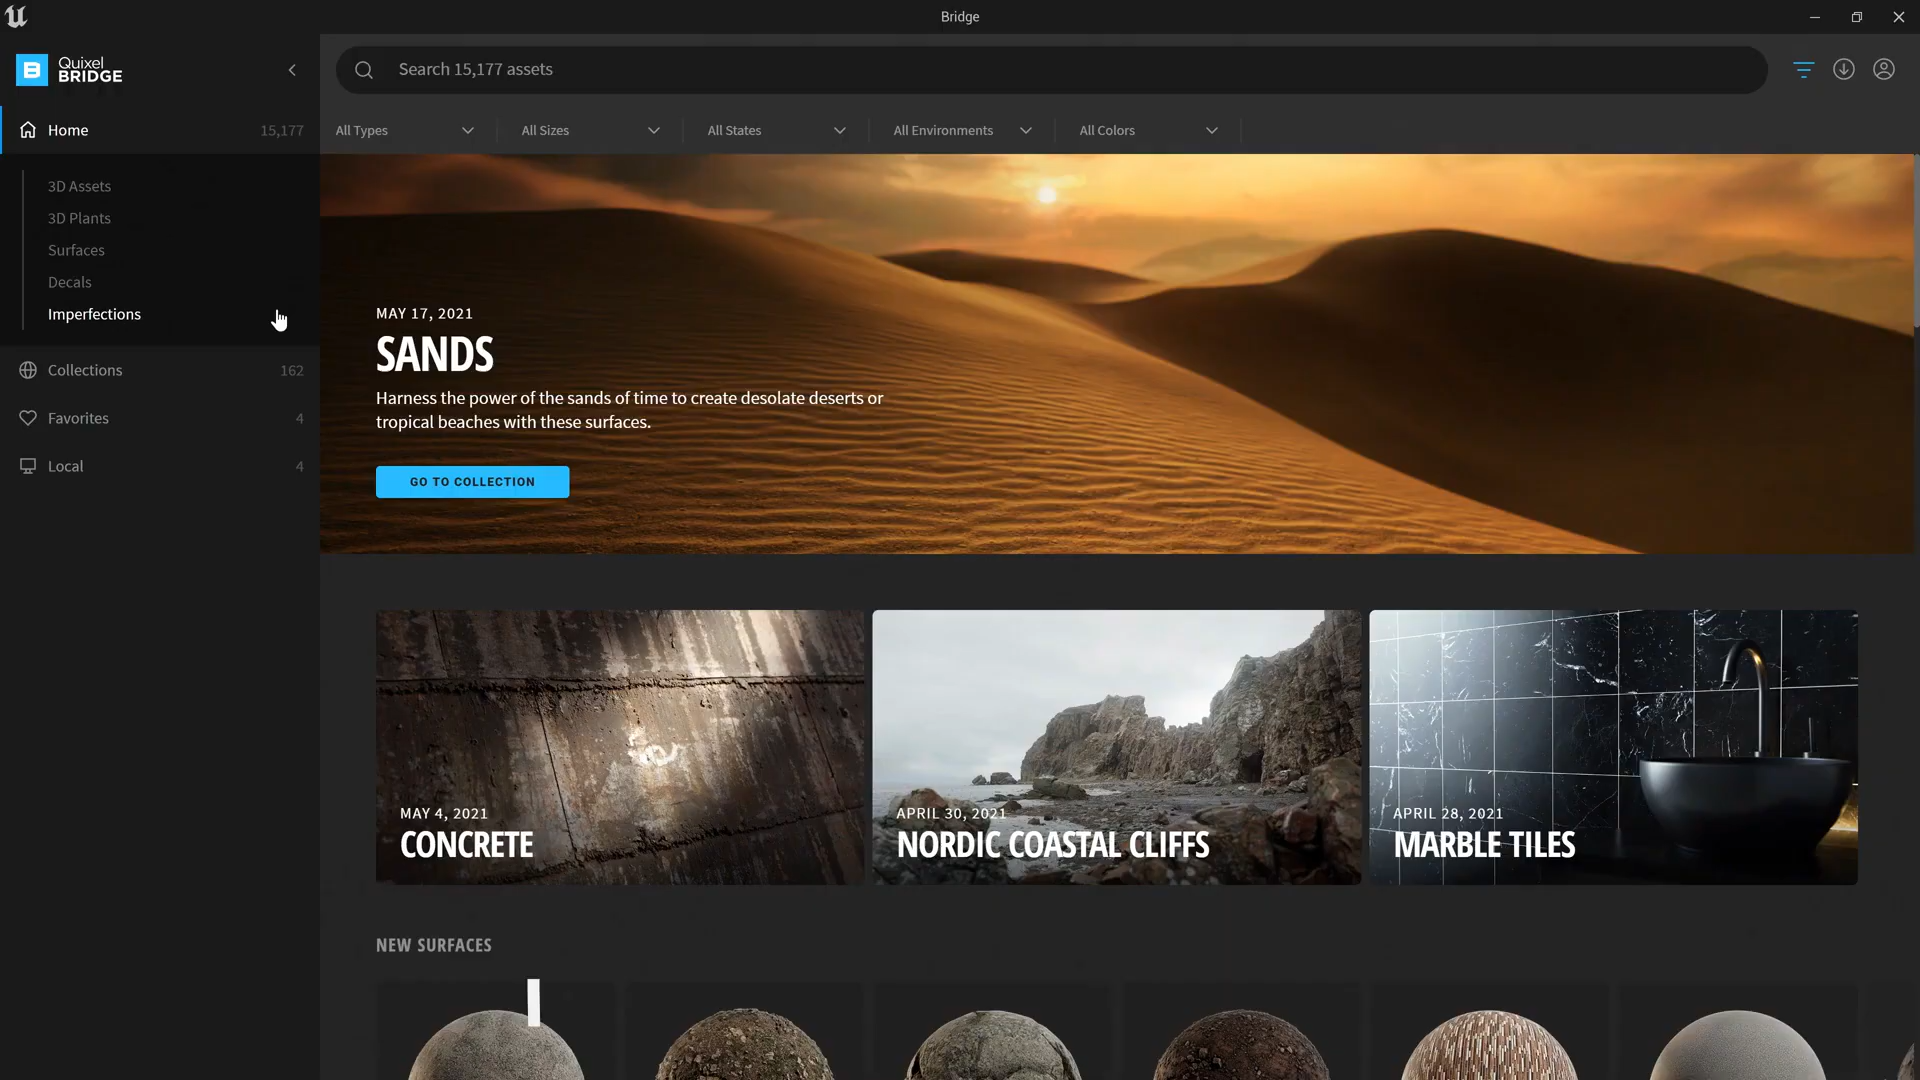 Bridge
Quixel
BRIDGE
Search 15,177 assets
Home 15,177
All Types
All Sizes
All States
All Environments
All Colors
3D Assets
3D Plants
Surfaces
Decals
Imperfections
Collections 162
Favorites 4
Local 4
MAY 17, 2021
SANDS
Harness the power of the sands of time to create desolate deserts or
tropical beaches with these surfaces.
GO TO COLLECTION
MAY 4, 2021
CONCRETE
APRIL 30, 2021
NORDIC COASTAL CLIFFS
APRIL 28, 2021
MARBLE TILES
NEW SURFACES